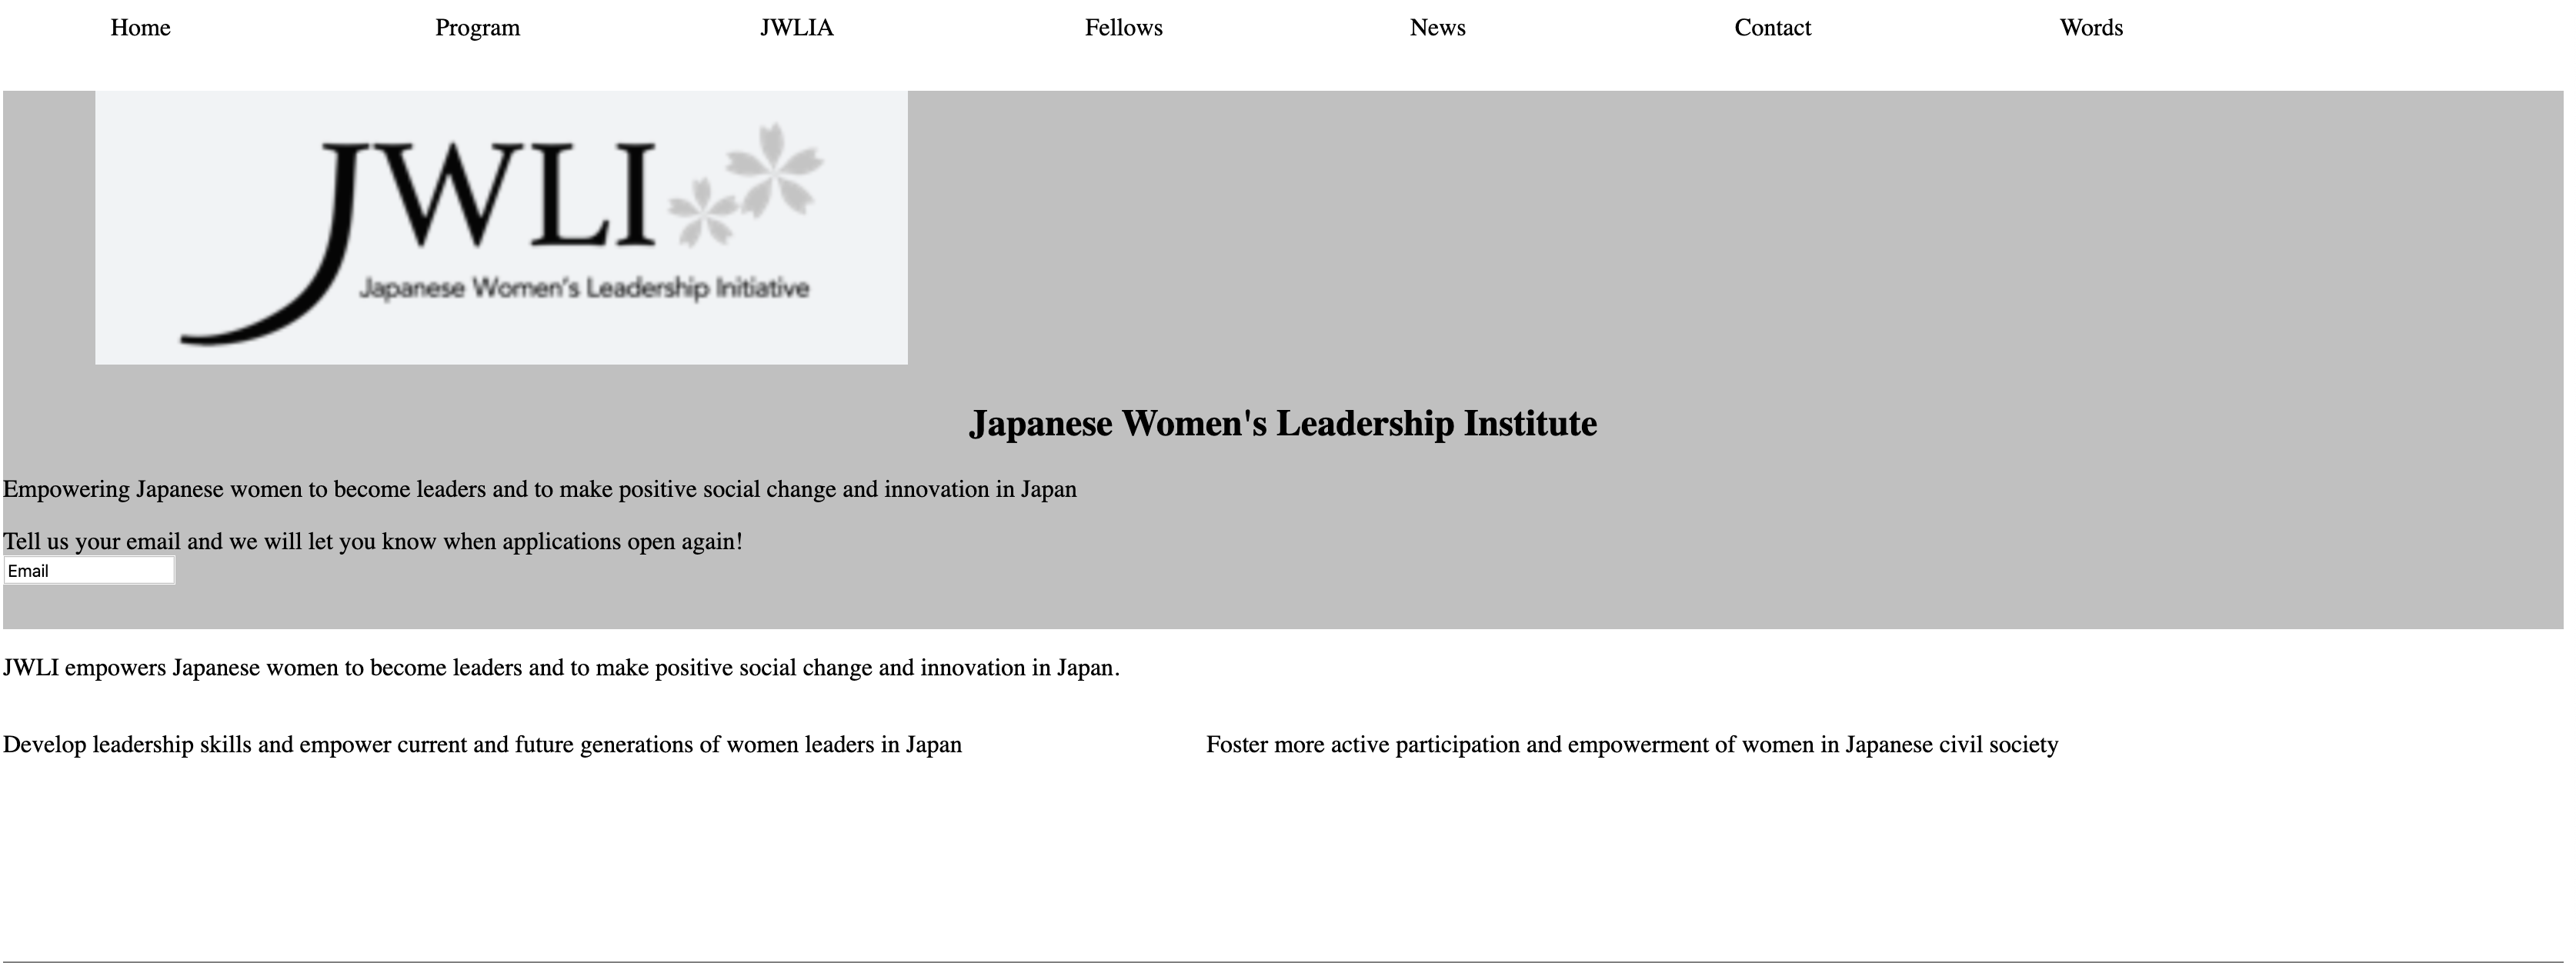 Home Program JWLIA Fellows News Contact Words
JWLI
Japanese Women's Leadership Initiative
Japanese Women's Leadership Institute
Empowering Japanese women to become leaders and to make positive social change and innovation in Japan
Tell us your email and we will let you know when applications open again!
Email
JWLI empowers Japanese women to become leaders and to make positive social change and innovation in Japan.
Develop leadership skills and empower current and future generations of women leaders in Japan
Foster more active participation and empowerment of women in Japanese civil society